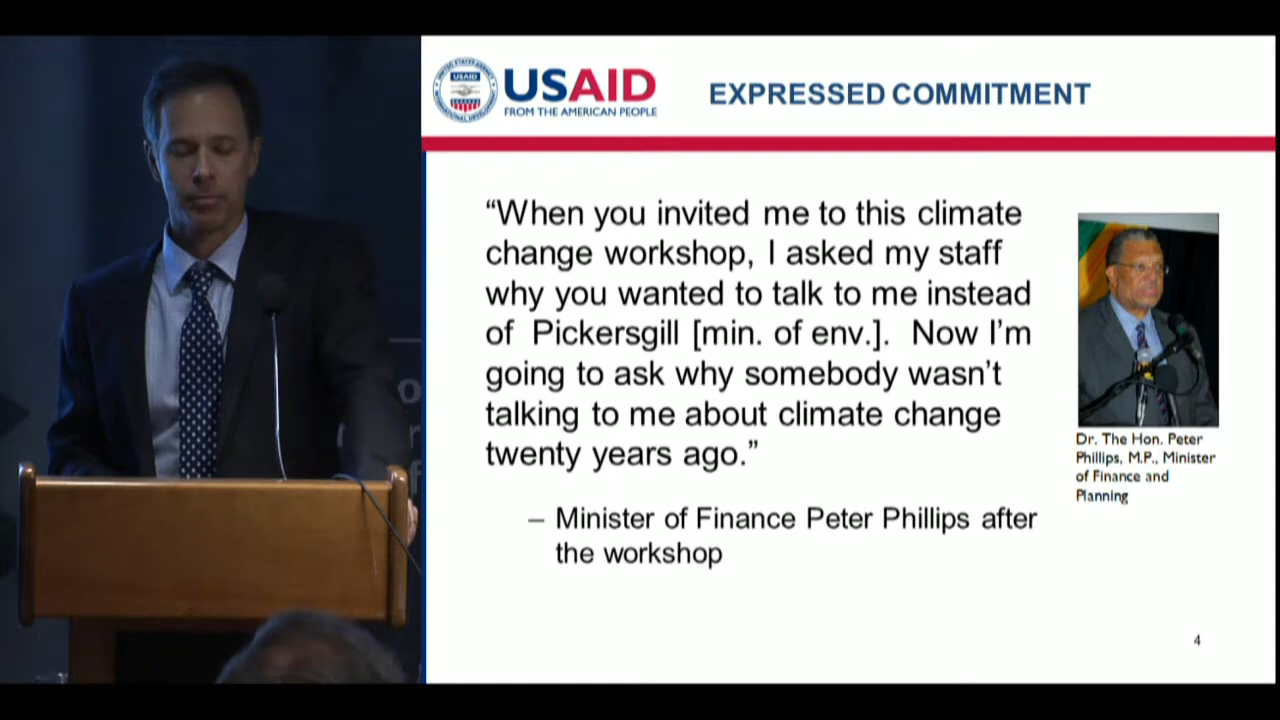 USAID
FROM THE AMERICAN PEOPLE
EXPRESSED COMMITMENT
“When you invited me to this climate
change workshop, I asked my staff
why you wanted to talk to me instead
of Pickersgill [min. of env.]. Now I’m
going to ask why somebody wasn’t
talking to me about climate change
twenty years ago.”
– Minister of Finance Peter Phillips after
the workshop
Dr. The Hon. Peter
Phillips, M.P., Minister
of Finance and
Planning
4